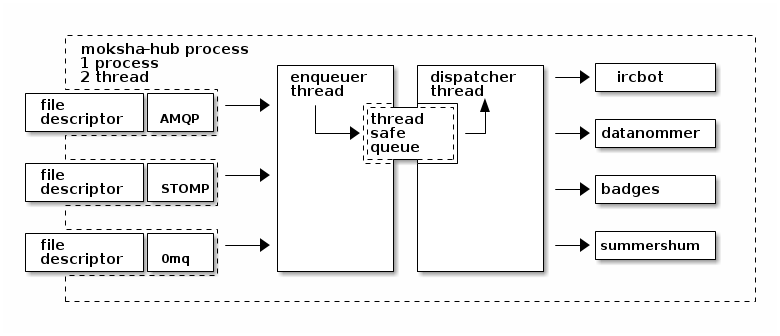 moksha-hub process
1 process
2 thread
file
descriptor
AMQP
file
descriptor
STOMP
file
descriptor
0mq
enqueuer
thread
thread
safe
queue
dispatcher
thread
ircbot
datanommer
badges
summershum